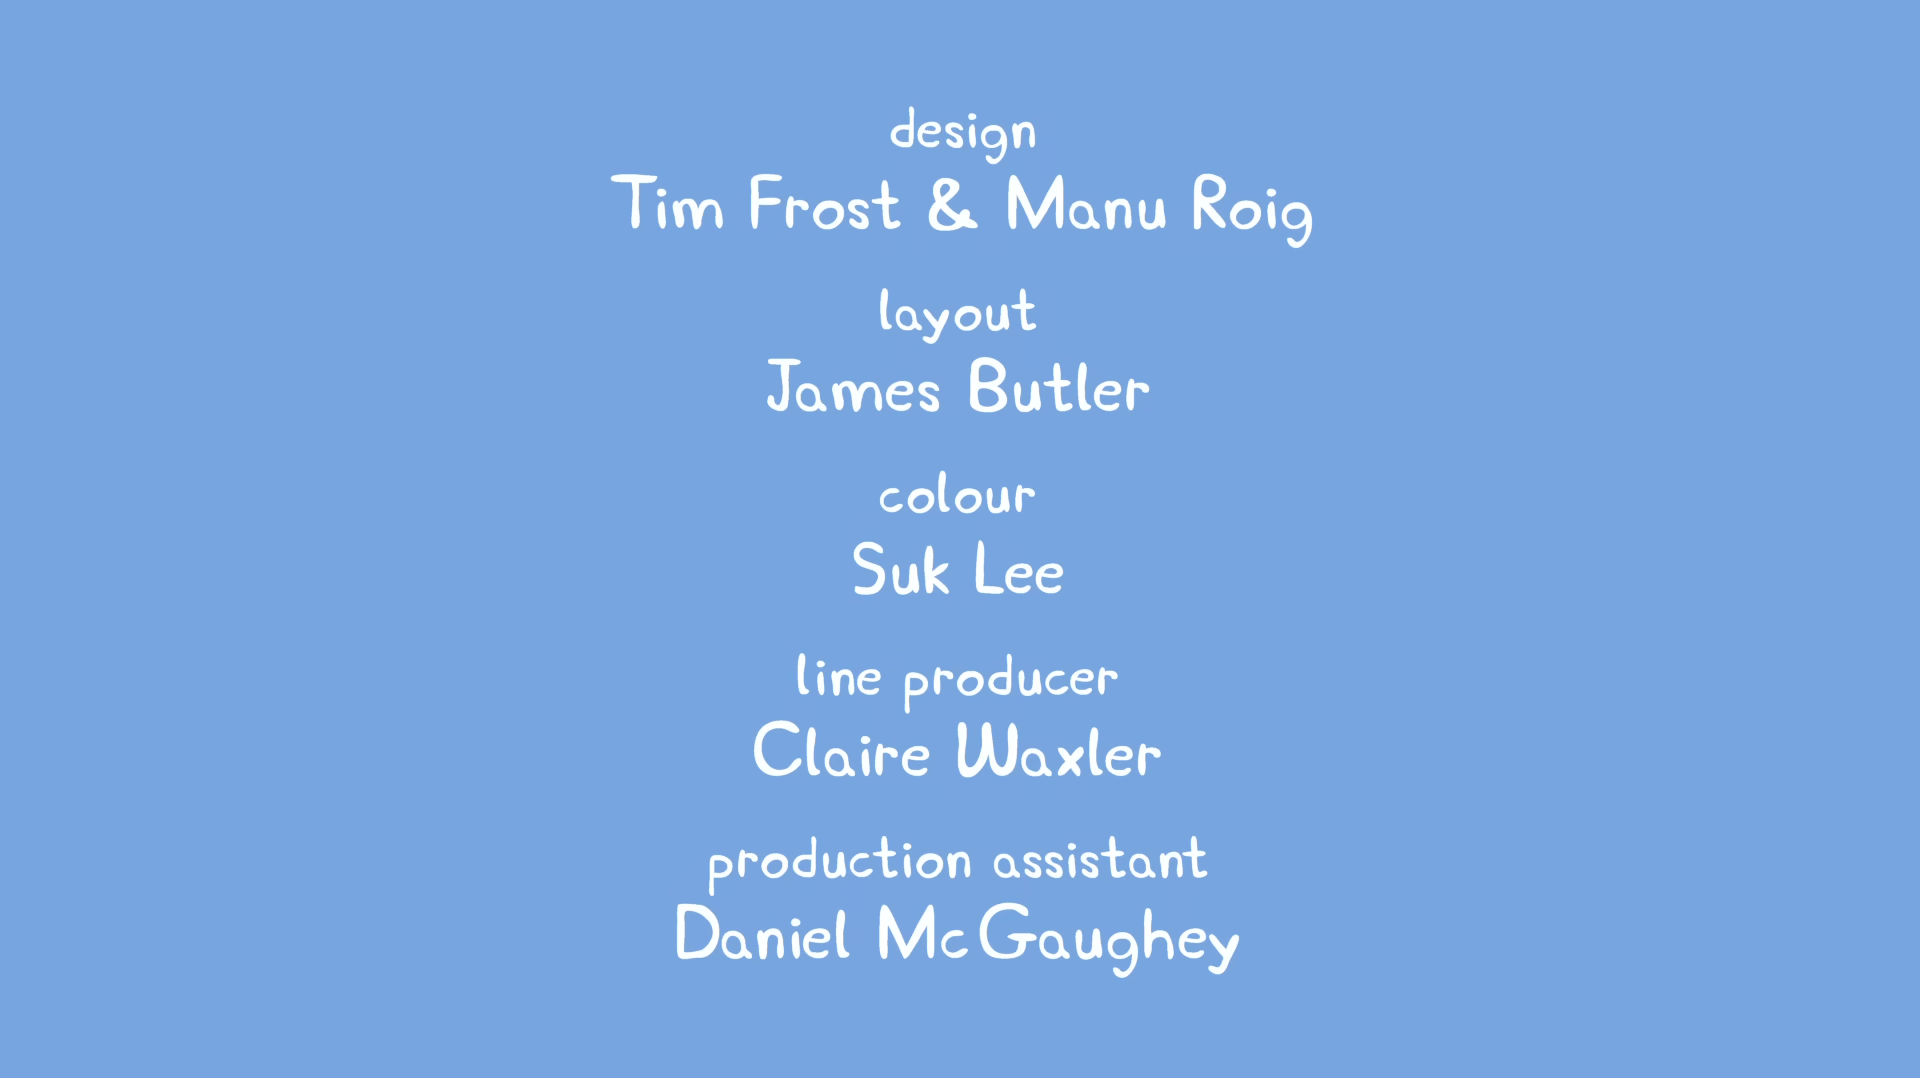 design
Tim Frost & Manu Roig
layout
James Butler
colour
Suk Lee
line producer
Claire Waxler
production assistant
Daniel McGaughey